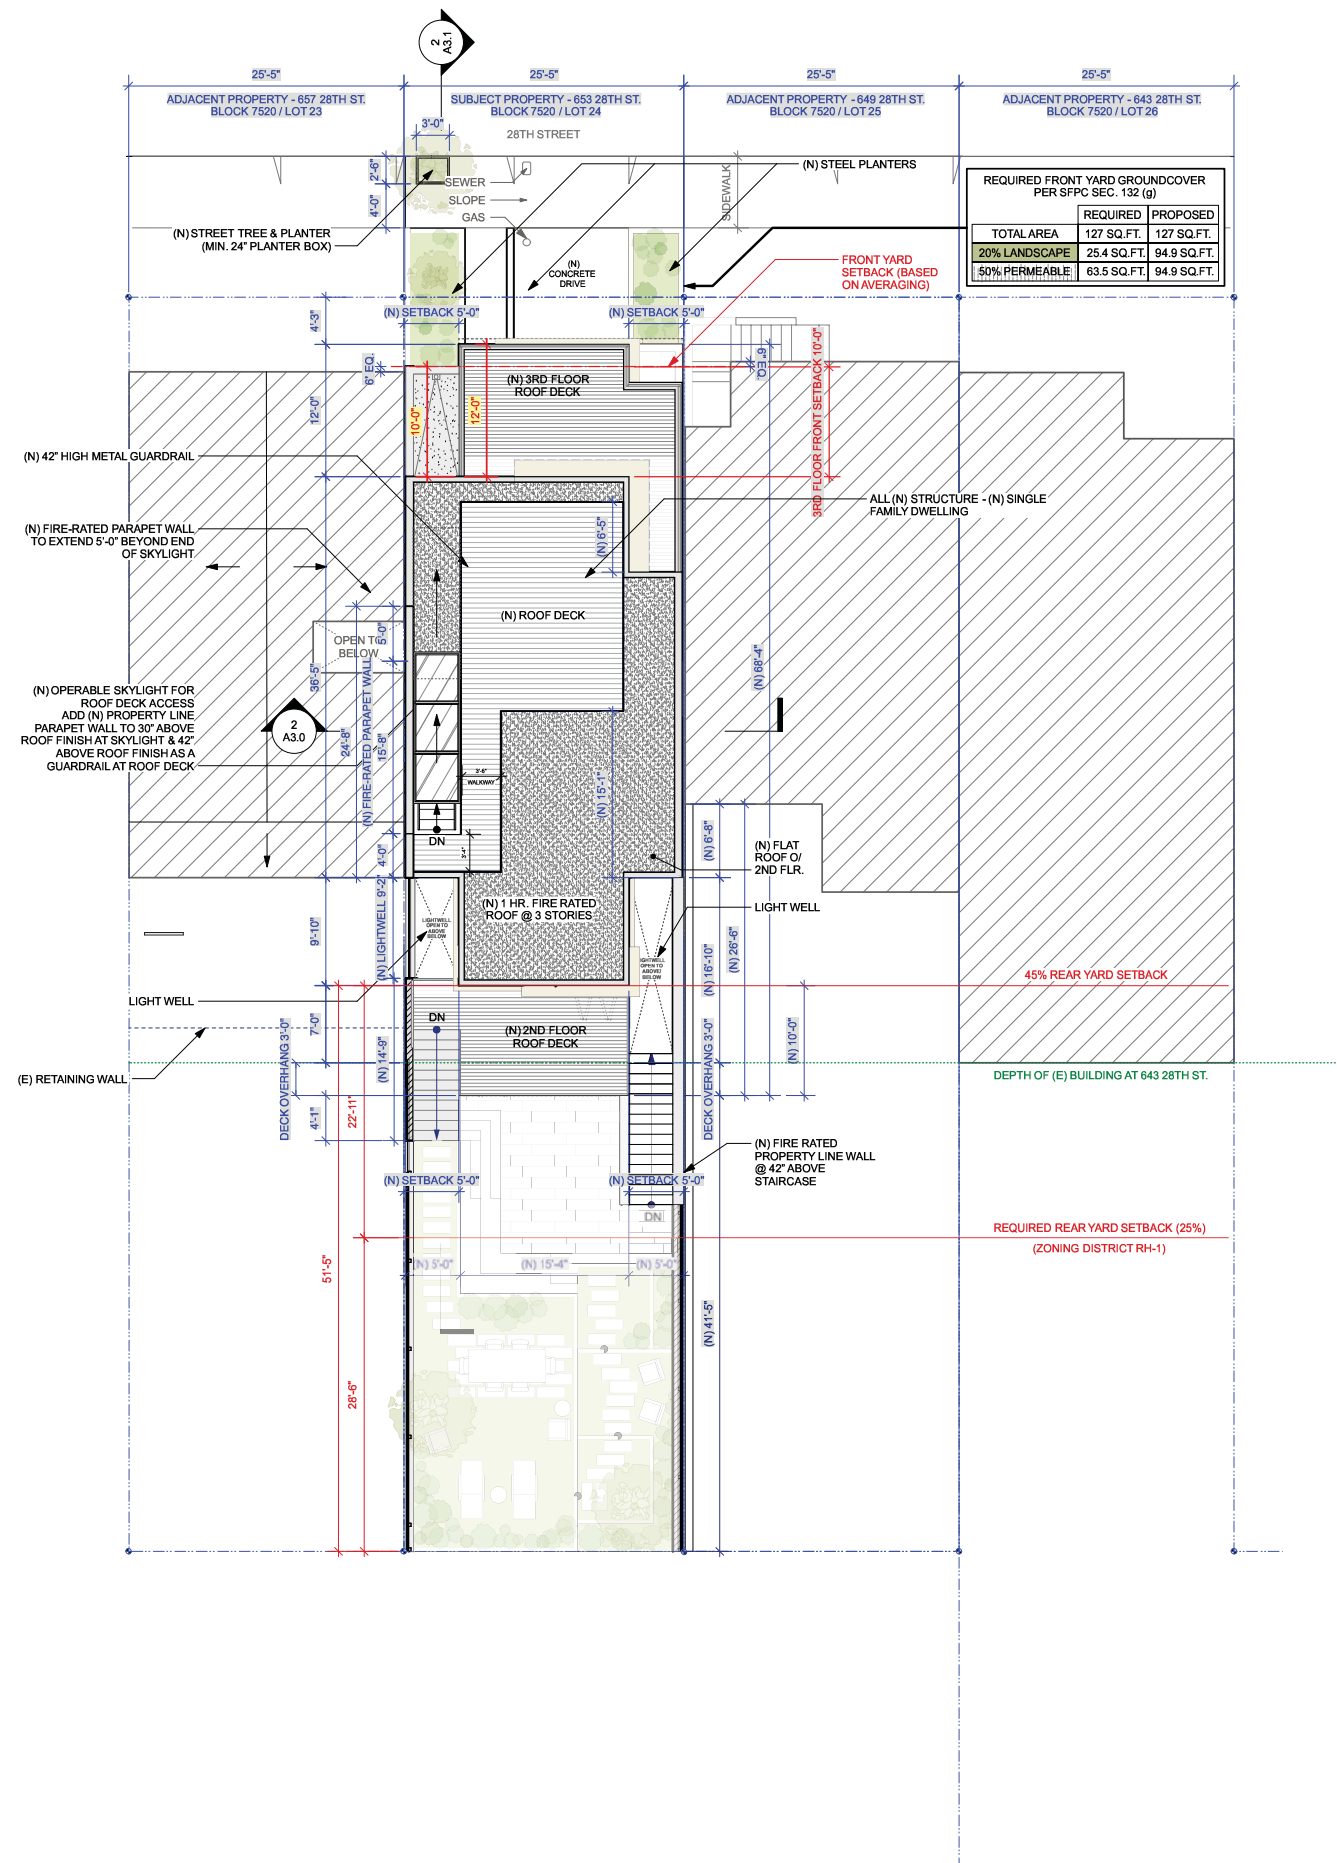 2
A3.1
25'-5"
25'-5"
25'-5"
25'-5"
ADJACENT PROPERTY - 657 28TH ST.
BLOCK 7520 / LOT 23
SUBJECT PROPERTY - 653 28TH ST.
BLOCK 7520 / LOT 24
ADJACENT PROPERTY - 649 28TH ST.
BLOCK 7520 / LOT 25
ADJACENT PROPERTY - 643 28TH ST.
BLOCK 7520 / LOT 26
3'-0"
28TH STREET
2'-6"
4'-0"
SEWER
SLOPE
GAS
SIDEWALK
(N) STEEL PLANTERS
REQUIRED FRONT YARD GROUNDCOVER
PER SFPC SEC. 132 (g)
REQUIRED PROPOSED
TOTAL AREA 127 SQ.FT. 127 SQ.FT.
20% LANDSCAPE 25.4 SQ.FT. 94.9 SQ.FT.
50% PERMEABLE 63.5 SQ.FT. 94.9 SQ.FT.
(N) STREET TREE & PLANTER
(MIN. 24" PLANTER BOX)
(N)
CONCRETE
DRIVE
FRONT YARD
SETBACK (BASED
ON AVERAGING)
(N) SETBACK 5'-0"
(N) SETBACK 5'-0"
4'-3"
6' EQ.
6" EQ.
12'-0"
10'-0"
12'-0"
(N) 3RD FLOOR
ROOF DECK
3RD FLOOR FRONT SETBACK 10'-0"
(N) 42" HIGH METAL GUARDRAIL
ALL (N) STRUCTURE - (N) SINGLE
FAMILY DWELLING
(N) FIRE-RATED PARAPET WALL
TO EXTEND 5'-0" BEYOND END
OF SKYLIGHT
(N) 6'-5"
(N) ROOF DECK
OPEN TO
BELOW
5'-0"
36'-5"
(N) 68'-4"
(N) OPERABLE SKYLIGHT FOR
ROOF DECK ACCESS
ADD (N) PROPERTY LINE
PARAPET WALL TO 30" ABOVE
ROOF FINISH AT SKYLIGHT & 42"
ABOVE ROOF FINISH AS A
GUARDRAIL AT ROOF DECK
2
A3.0
24'-8"
(N) FIRE-RATED PARAPET WALL
15'-8"
3'-6"
WALKWAY
(N) 15'-1"
DN
3'-4"
4'-0"
(N) 6'-8"
(N) FLAT
ROOF O/
2ND FLR.
(N) LIGHTWELL 9'-2"
(N) 1 HR. FIRE RATED
ROOF @ 3 STORIES
LIGHT WELL
LIGHTWELL
OPEN TO
ABOVE
BELOW
LIGHTWELL
OPEN TO
ABOVE/
BELOW
9'-10"
(N) 16'-10"
(N) 26'-6"
45% REAR YARD SETBACK
LIGHT WELL
DN
7'-0"
(N) 14'-9"
(N) 2ND FLOOR
ROOF DECK
(N) 10'-0"
DECK OVERHANG 3'-0"
DECK OVERHANG 3'-0"
(E) RETAINING WALL
DEPTH OF (E) BUILDING AT 643 28TH ST.
4'-1"
22'-11"
(N) FIRE RATED
PROPERTY LINE WALL
@ 42" ABOVE
STAIRCASE
(N) SETBACK 5'-0"
(N) SETBACK 5'-0"
DN
REQUIRED REAR YARD SETBACK (25%)
(ZONING DISTRICT RH-1)
(N) 5'-0"
(N) 15'-4"
(N) 5'-0"
51'-5"
(N) 41'-5"
28'-6"